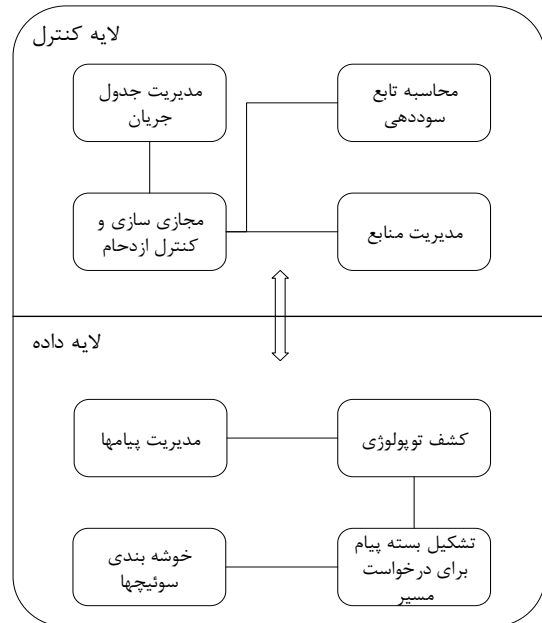 لایه کنترل
محاسبه تابع
سوددهی
مدیریت جدول
جریان
مدیریت منابع
مجازی سازی و
کنترل ازدحام
لایه داده
کشف توپولوژی
مدیریت پیامها
تشکیل بسته پیام
برای درخواست
مسیر
خوشه بندی
سوئیچها